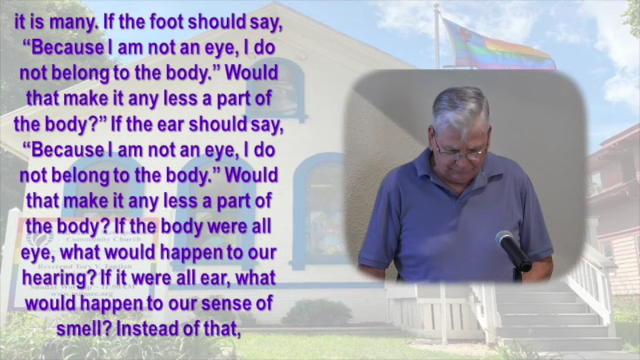 it is many. If the foot should say,
“Because I am not an eye, I do
not belong to the body.” Would
that make it any less a part of
the body?” If the ear should say,
“Because I am not an eye, I do
not belong to the body.” Would
that make it any less a part of
the body? If the body were all
eye, what would happen to our
hearing? If it were all ear, what
would happen to our sense of
smell? Instead of that,
Community Church